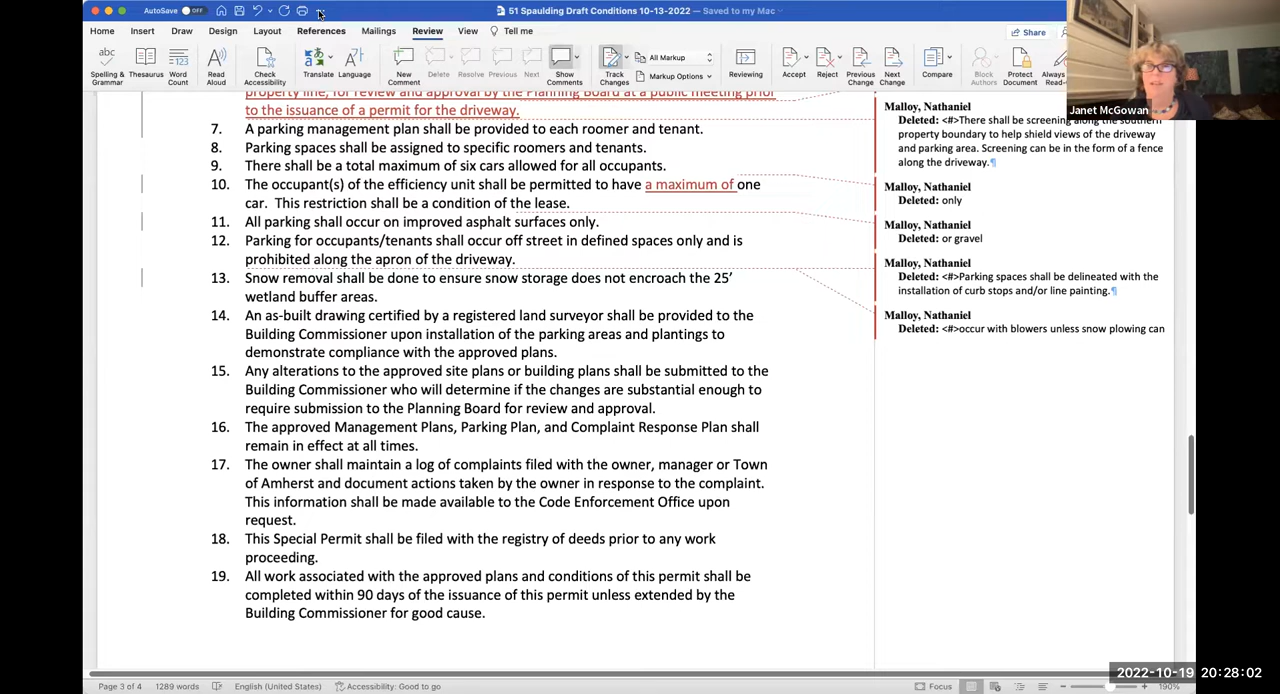 AutoSave OFF
51 Spaulding Draft Conditions 10-13-2022 — Saved to my Mac
Home Insert Draw Design Layout References Mailings Review View Tell me
Share
Spelling & Grammar
Thesaurus
Word Count
Read Aloud
Check Accessibility
Translate
Language
New Comment
Delete
Resolve
Previous
Next
Show Comments
Track Changes
All Markup
Markup Options
Reviewing
Accept
Reject
Previous Change
Next Change
Compare
Block Authors
Protect Document
Always
Read-
Janet McGowan
property line, for review and approval by the Planning Board at a public meeting prior
to the issuance of a permit for the driveway.
7. A parking management plan shall be provided to each roomer and tenant.
8. Parking spaces shall be assigned to specific roomers and tenants.
9. There shall be a total maximum of six cars allowed for all occupants.
10. The occupant(s) of the efficiency unit shall be permitted to have a maximum of one
car. This restriction shall be a condition of the lease.
11. All parking shall occur on improved asphalt surfaces only.
12. Parking for occupants/tenants shall occur off street in defined spaces only and is
prohibited along the apron of the driveway.
13. Snow removal shall be done to ensure snow storage does not encroach the 25'
wetland buffer areas.
14. An as-built drawing certified by a registered land surveyor shall be provided to the
Building Commissioner upon installation of the parking areas and plantings to
demonstrate compliance with the approved plans.
15. Any alterations to the approved site plans or building plans shall be submitted to the
Building Commissioner who will determine if the changes are substantial enough to
require submission to the Planning Board for review and approval.
16. The approved Management Plans, Parking Plan, and Complaint Response Plan shall
remain in effect at all times.
17. The owner shall maintain a log of complaints filed with the owner, manager or Town
of Amherst and document actions taken by the owner in response to the complaint.
This information shall be made available to the Code Enforcement Office upon
request.
18. This Special Permit shall be filed with the registry of deeds prior to any work
proceeding.
19. All work associated with the approved plans and conditions of this permit shall be
completed within 90 days of the issuance of this permit unless extended by the
Building Commissioner for good cause.
Malloy, Nathaniel
Deleted: <#>There shall be screening along the southern
property boundary to help shield views of the driveway
and parking area. Screening can be in the form of a fence
along the driveway.¶
Malloy, Nathaniel
Deleted: only
Malloy, Nathaniel
Deleted: or gravel
Malloy, Nathaniel
Deleted: <#>Parking spaces shall be delineated with the
installation of curb stops and/or line painting.¶
Malloy, Nathaniel
Deleted: <#>occur with blowers unless snow plowing can
Page 3 of 4 1289 words English (United States) Accessibility: Good to go
Focus
190%
2022-10-19 20:28:02